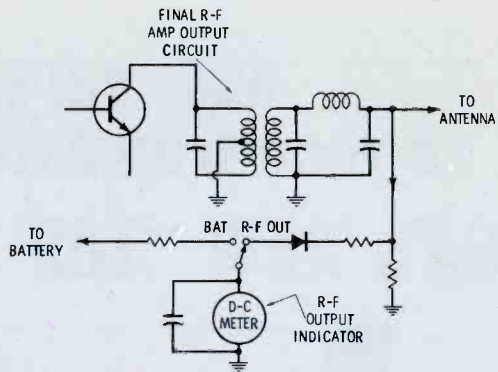 FINAL R-F
AMP OUTPUT
CIRCUIT
TO
ANTENNA
BAT R-F OUT
TO
BATTERY
D-C
METER
R-F
OUTPUT
INDICATOR